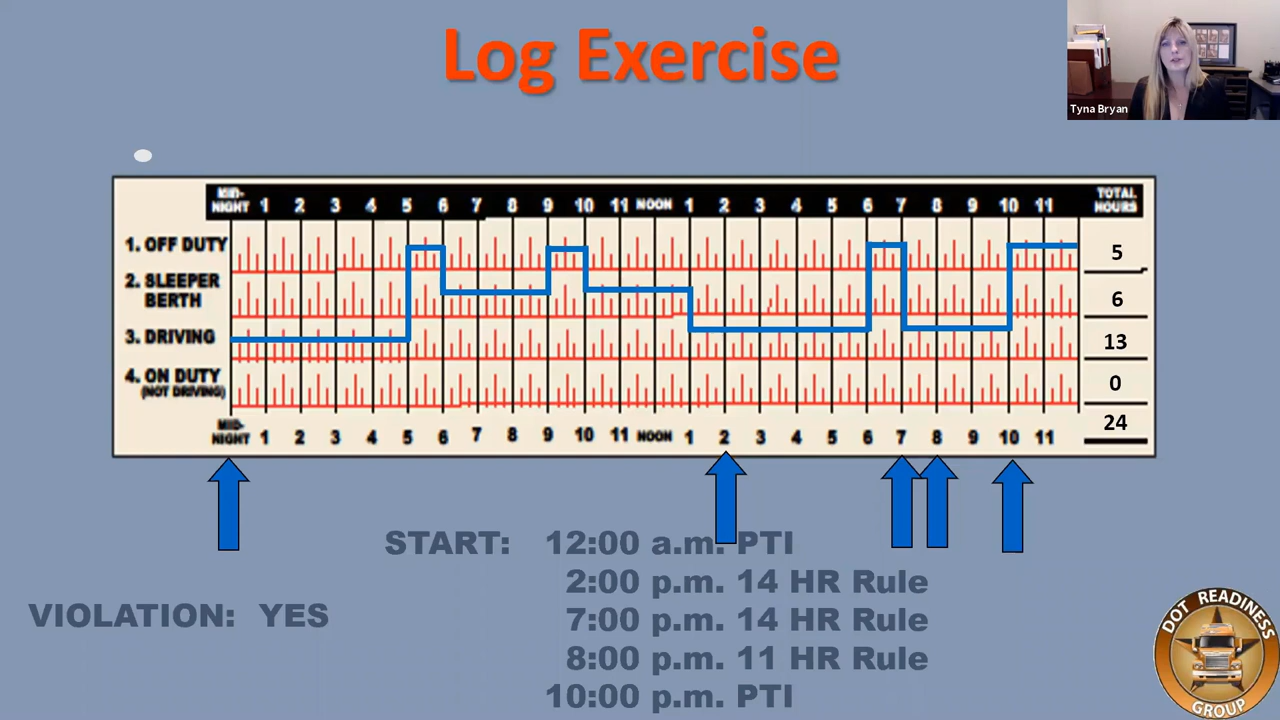 Log Exercise
Tyna Bryan
MID-NIGHT 1 2 3 4 5 6 7 8 9 10 11 NOON 1 2 3 4 5 6 7 8 9 10 11 TOTAL HOURS
1. OFF DUTY 5
2. SLEEPER BERTH 6
3. DRIVING 13
4. ON DUTY (NOT DRIVING) 0
MID-NIGHT 1 2 3 4 5 6 7 8 9 10 11 NOON 1 2 3 4 5 6 7 8 9 10 11 24
START: 12:00 a.m. PTI
2:00 p.m. 14 HR Rule
VIOLATION: YES
7:00 p.m. 14 HR Rule
8:00 p.m. 11 HR Rule
10:00 p.m. PTI
DOT READINESS
GROUP